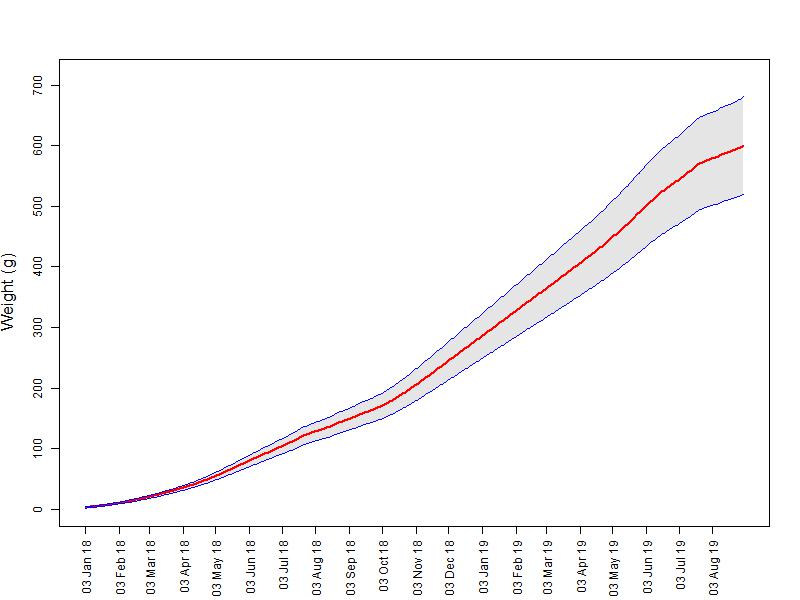 Weight (g)
700
600
500
400
300
200
100
0
03 Jan 18
03 Feb 18
03 Mar 18
03 Apr 18
03 May 18
03 Jun 18
03 Jul 18
03 Aug 18
03 Sep 18
03 Oct 18
03 Nov 18
03 Dec 18
03 Jan 19
03 Feb 19
03 Mar 19
03 Apr 19
03 May 19
03 Jun 19
03 Jul 19
03 Aug 19